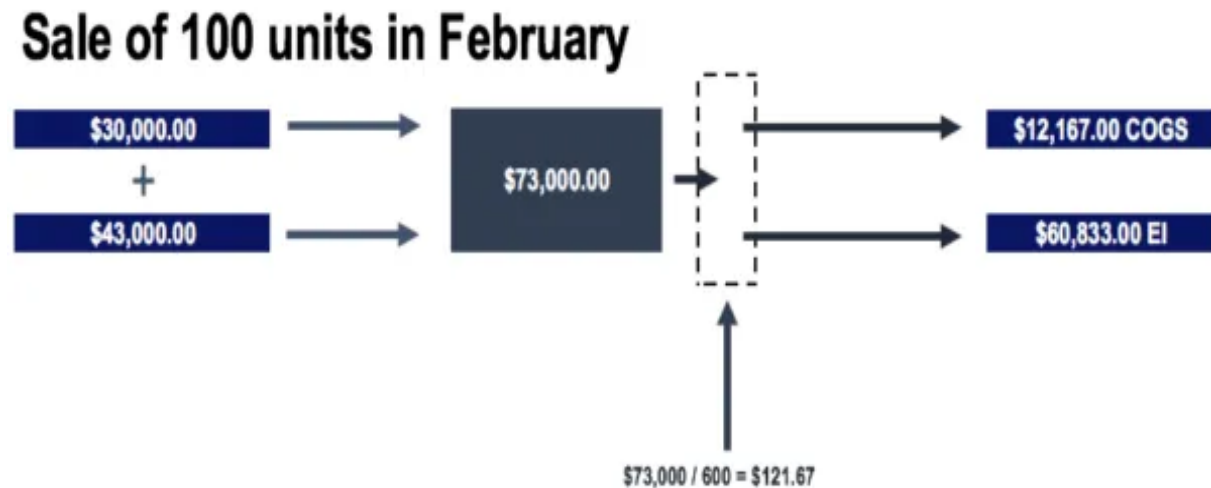 Sale of 100 units in February
$30,000.00
+
$43,000.00
$73,000.00
$12,167.00 COGS
$60,833.00 EI
$73,000 / 600 = $121.67